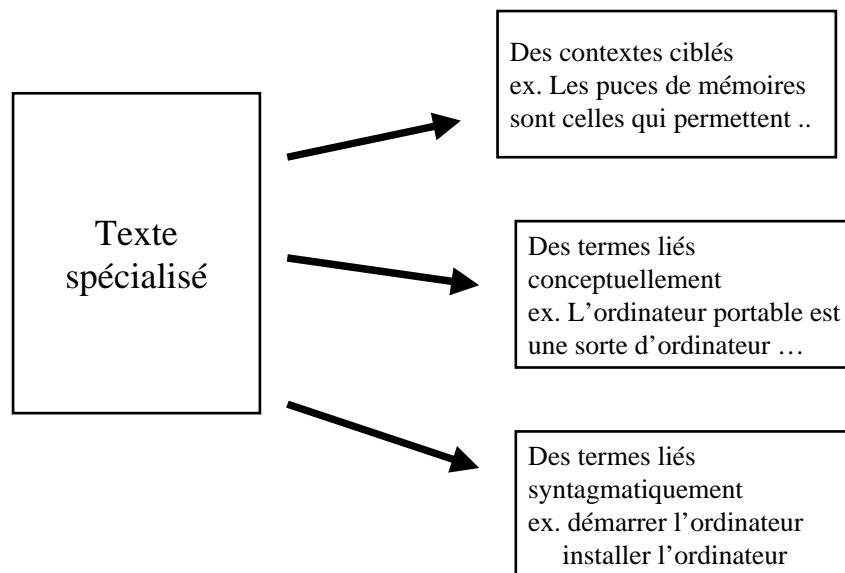 Texte
spécialisé
Des contextes ciblés
ex. Les puces de mémoires
sont celles qui permettent ..
Des termes liés
conceptuellement
ex. L’ordinateur portable est
une sorte d’ordinateur …
Des termes liés
syntagmatiquement
ex. démarrer l’ordinateur
installer l’ordinateur